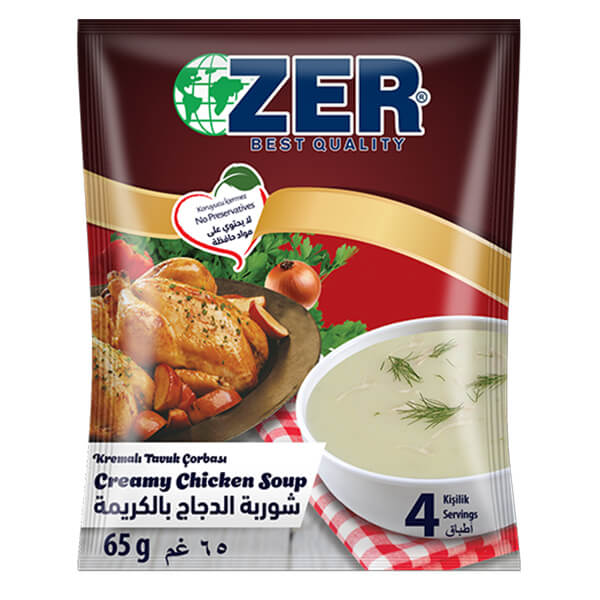 ZER®
BEST QUALITY
Koruyucu İçermez
No Preservatives
لا يحتوي على
مواد حافظة
Kremalı Tavuk Çorbası
Creamy Chicken Soup
شوربة الدجاج بالكريمة
65 g ٦٥ غم
4
Kişilik
Servings
اطباق